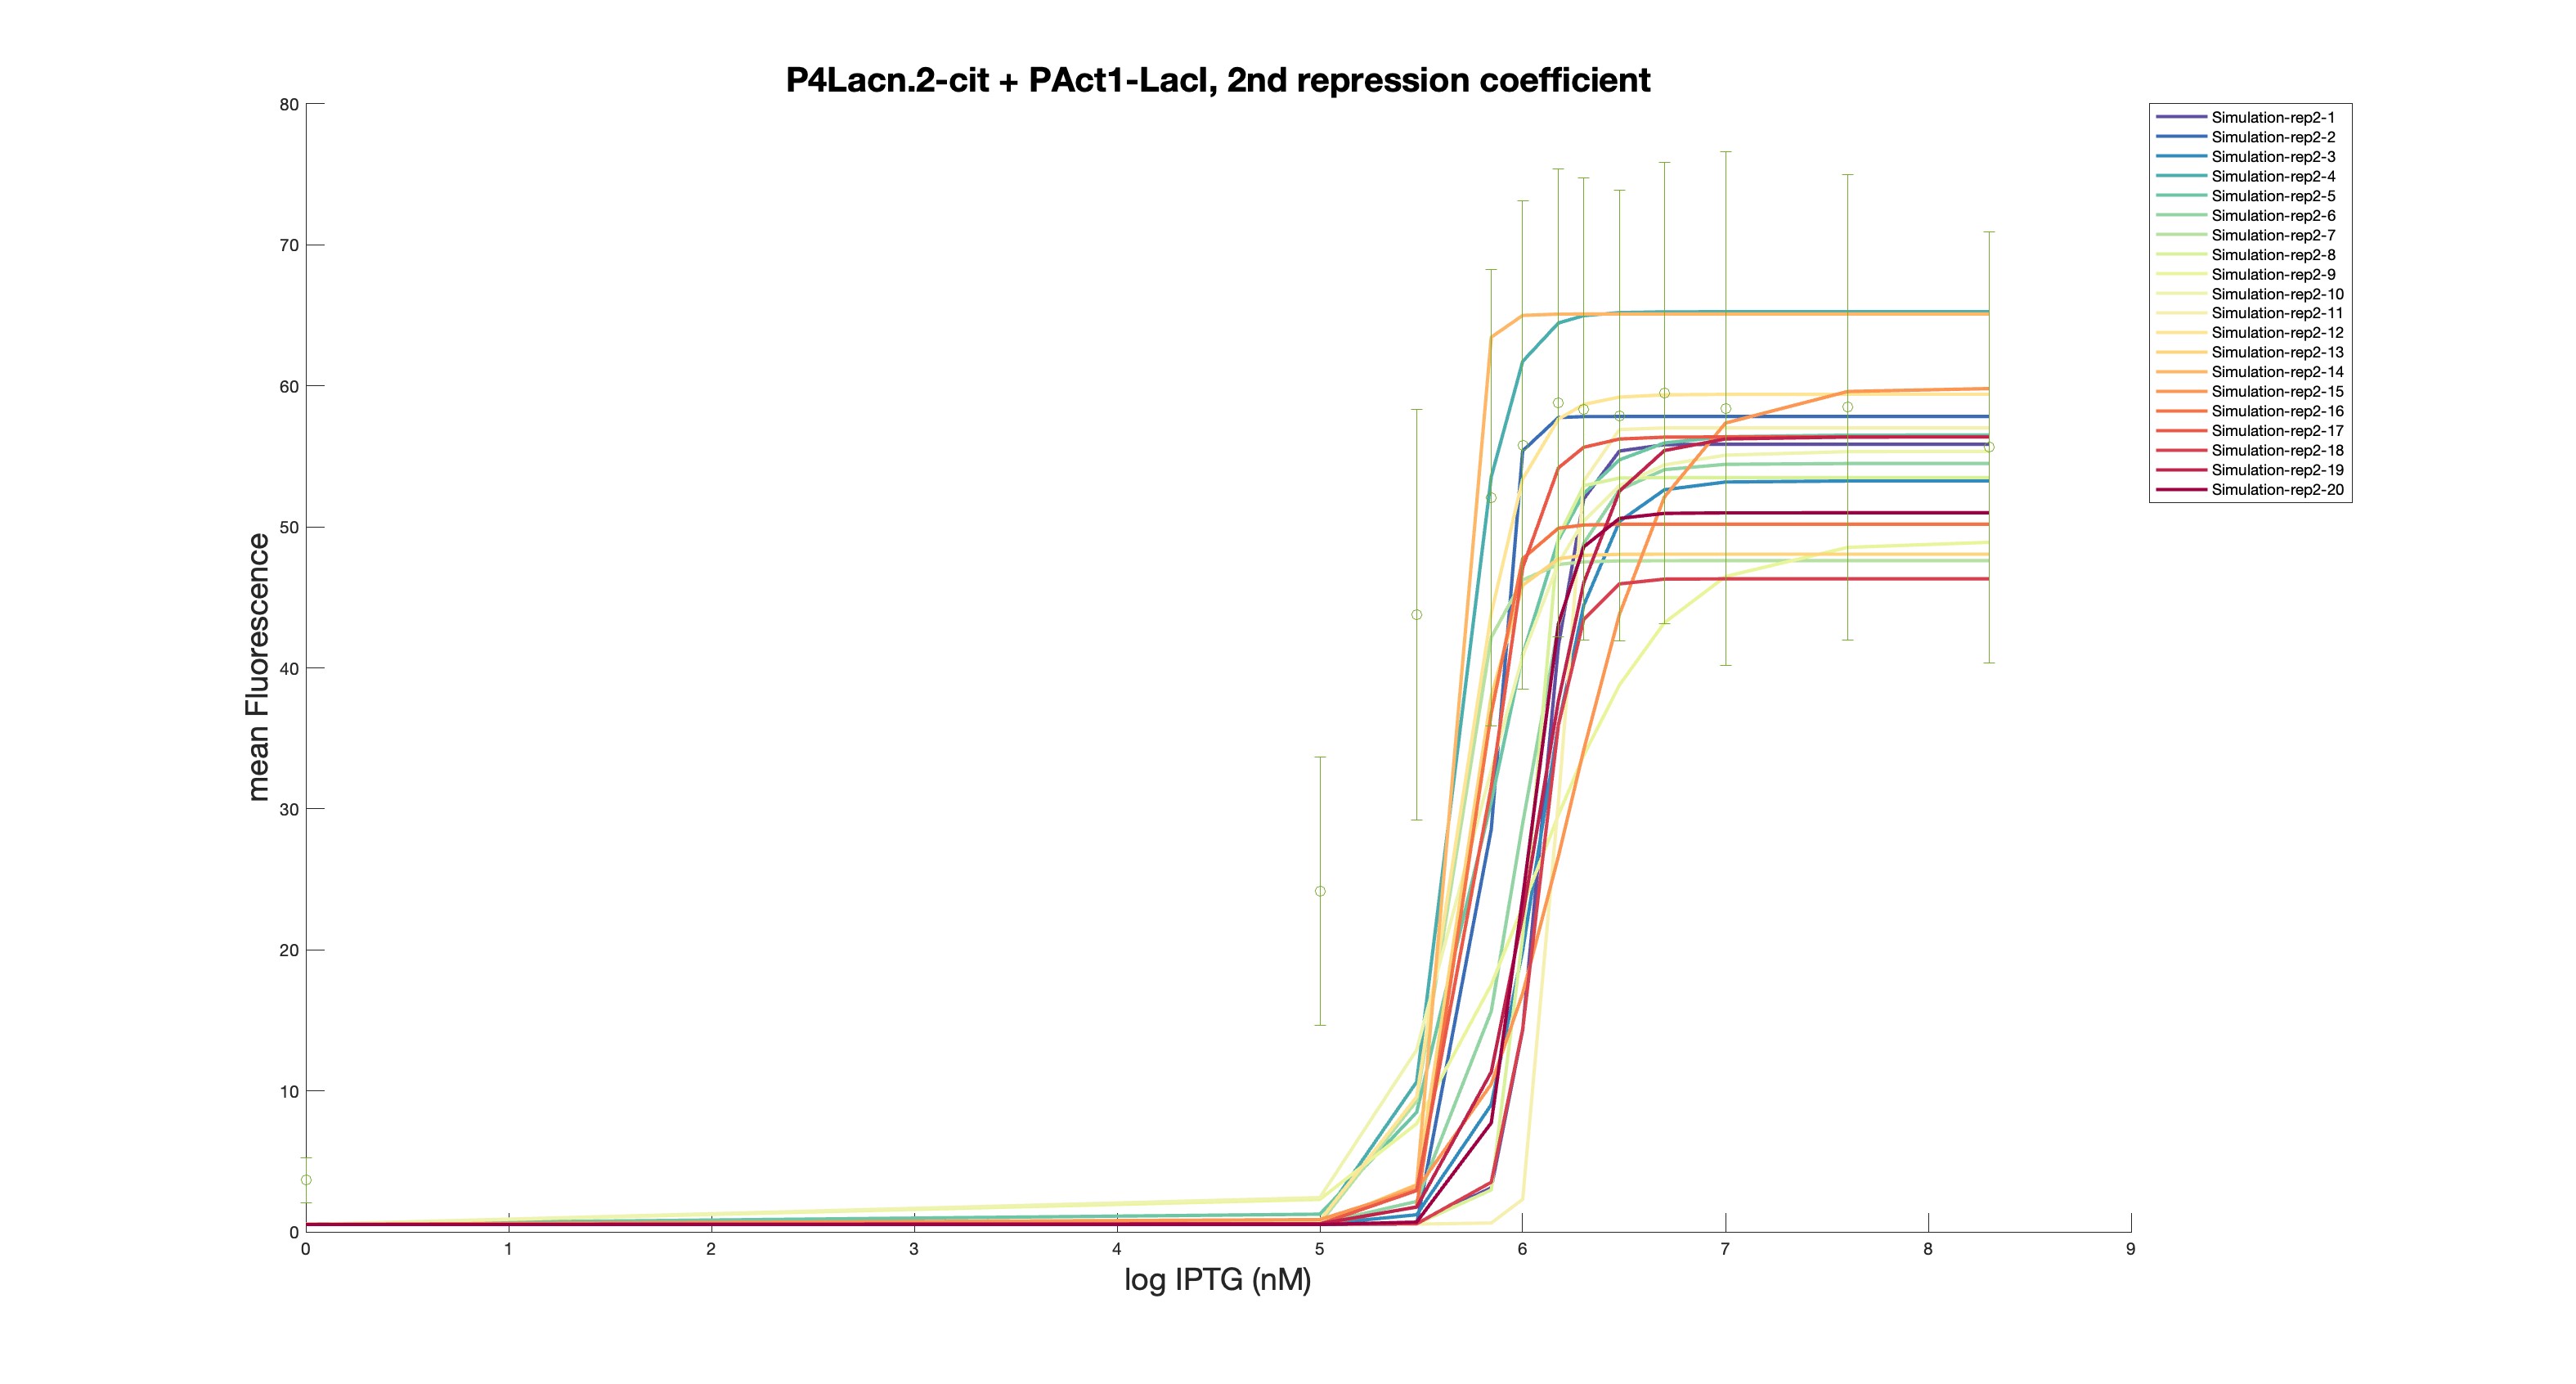 P4Lacn.2-cit + PAct1-LacI, 2nd repression coefficient
80
70
60
50
40
30
20
10
0
mean Fluorescence
0 1 2 3 4 5 6 7 8 9
log IPTG (nM)
Simulation-rep2-1
Simulation-rep2-2
Simulation-rep2-3
Simulation-rep2-4
Simulation-rep2-5
Simulation-rep2-6
Simulation-rep2-7
Simulation-rep2-8
Simulation-rep2-9
Simulation-rep2-10
Simulation-rep2-11
Simulation-rep2-12
Simulation-rep2-13
Simulation-rep2-14
Simulation-rep2-15
Simulation-rep2-16
Simulation-rep2-17
Simulation-rep2-18
Simulation-rep2-19
Simulation-rep2-20